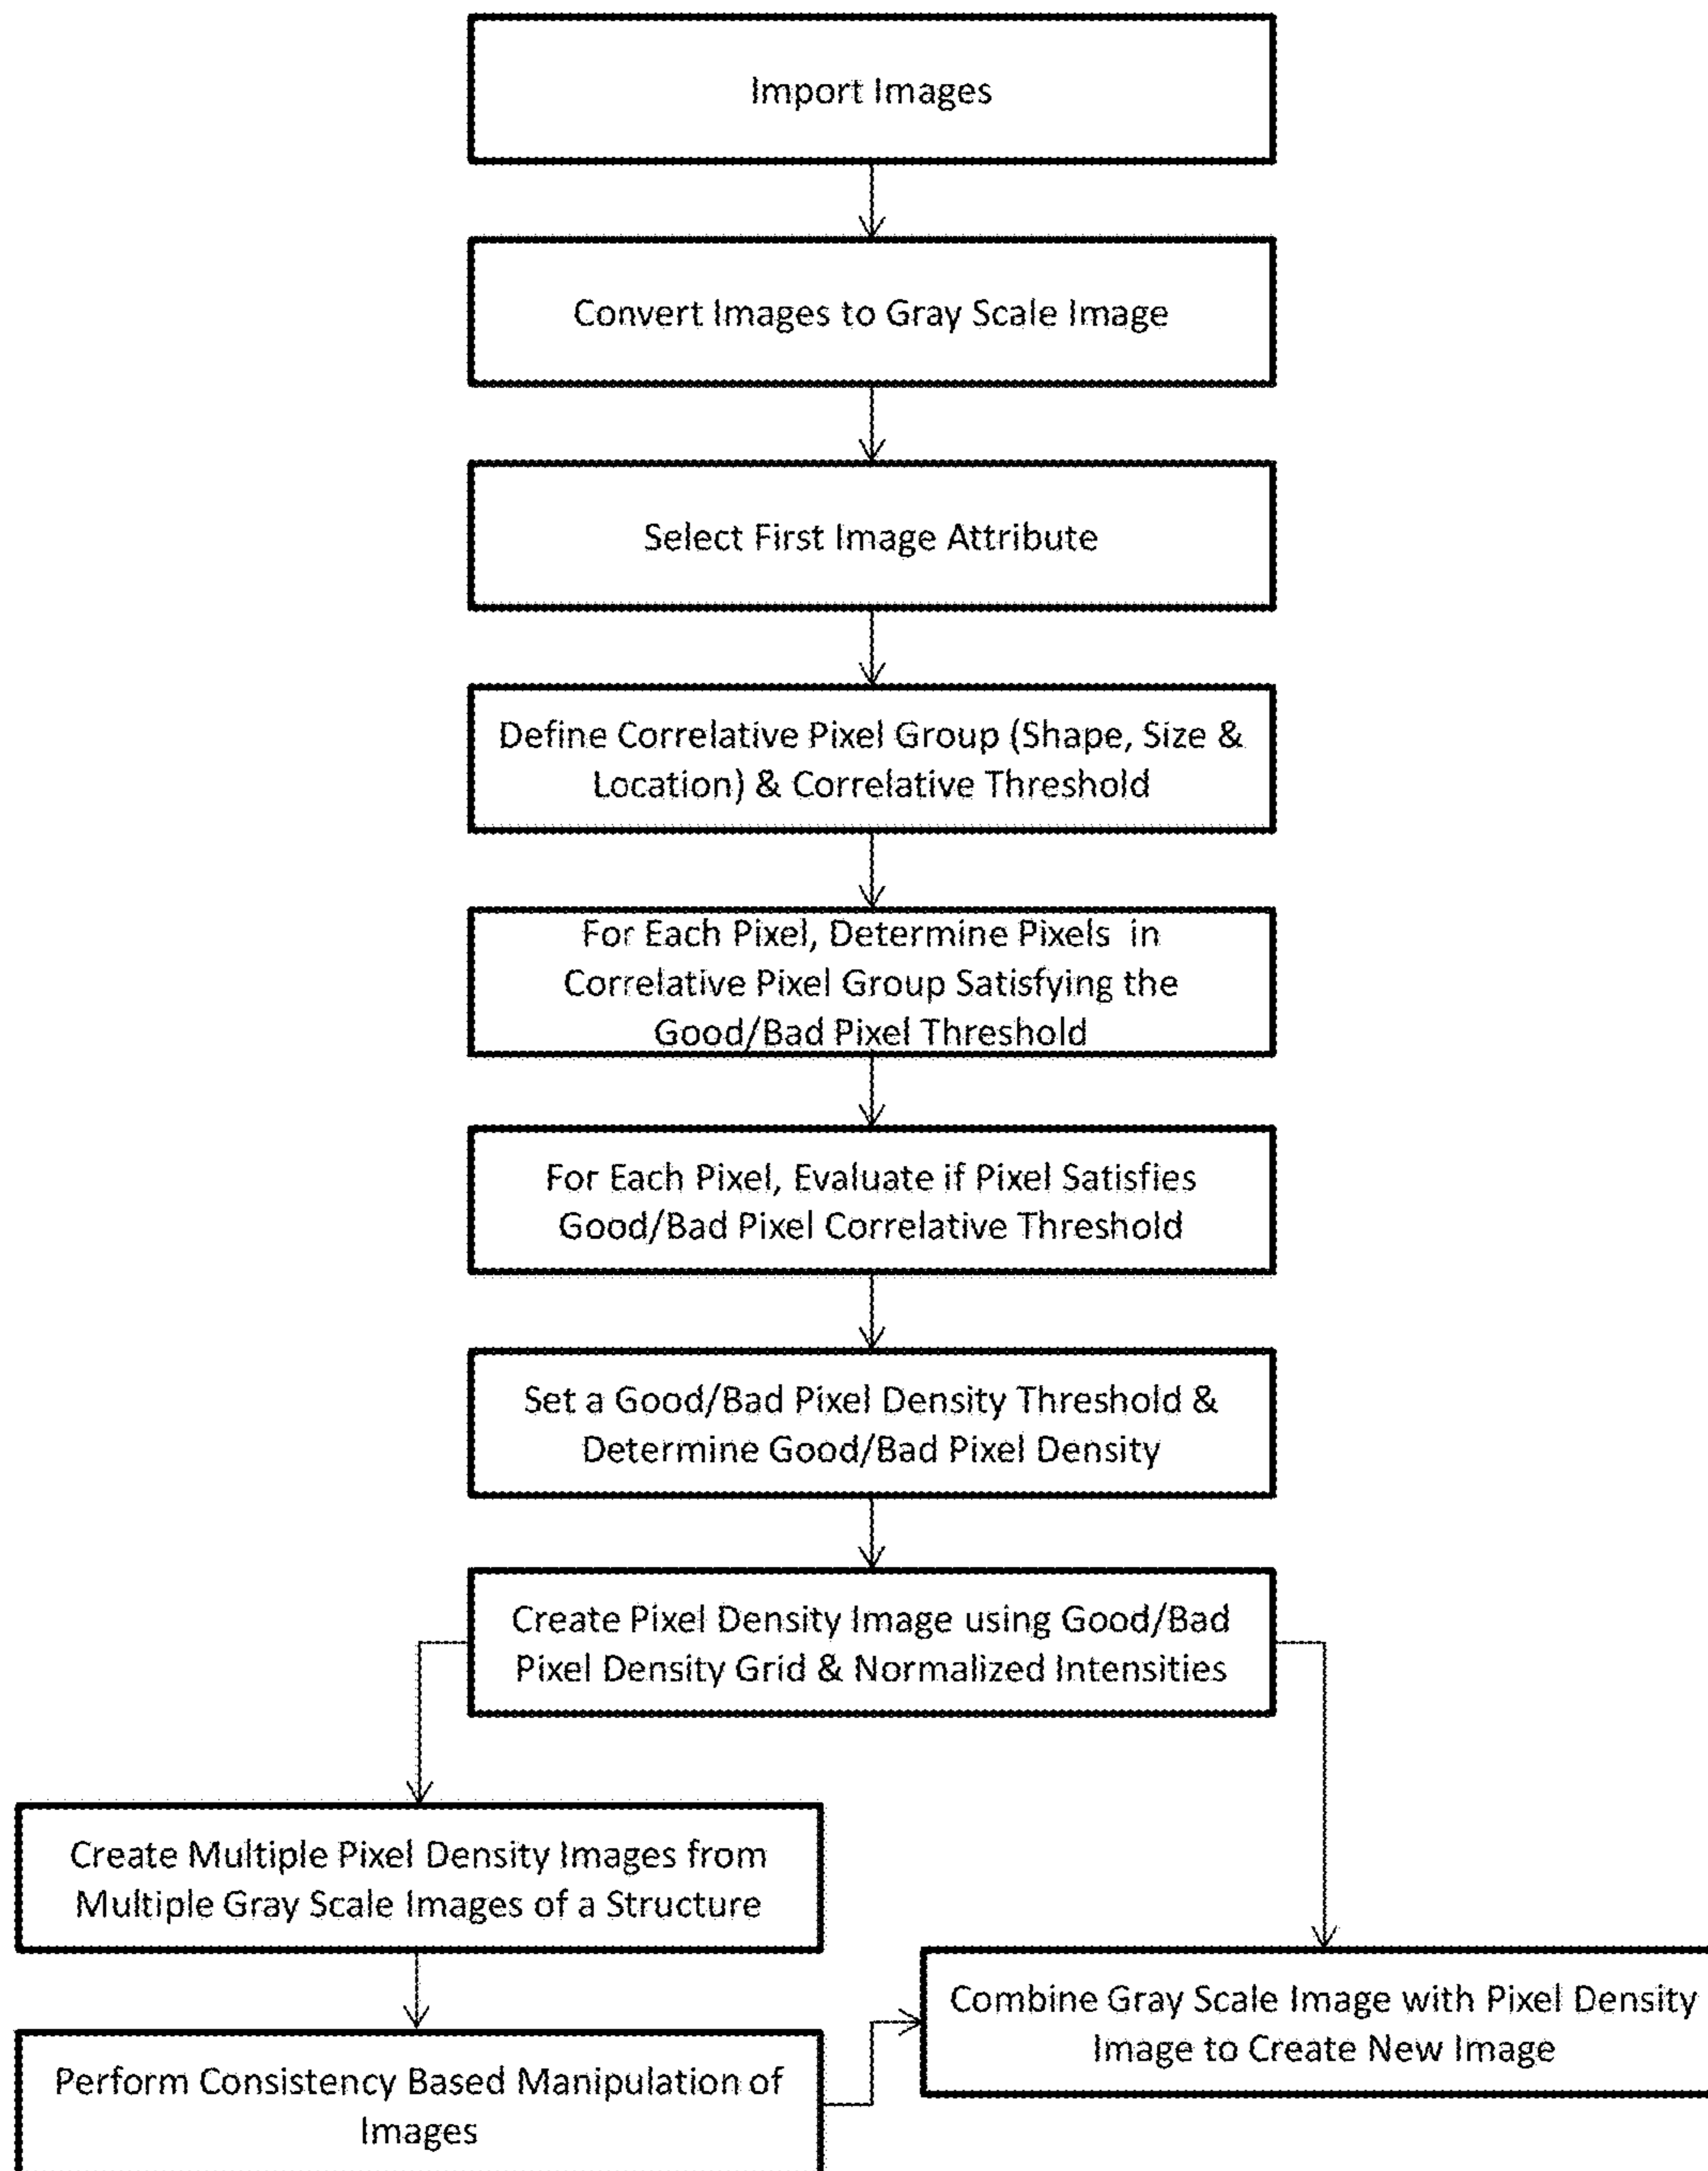 Import Images
Convert Images to Gray Scale Image
Select First Image Attribute
Define Correlative Pixel Group (Shape, Size &
Location) & Correlative Threshold
For Each Pixel, Determine Pixels in
Correlative Pixel Group Satisfying the
Good/Bad Pixel Threshold
For Each Pixel, Evaluate if Pixel Satisfies
Good/Bad Pixel Correlative Threshold
Set a Good/Bad Pixel Density Threshold &
Determine Good/Bad Pixel Density
Create Pixel Density Image using Good/Bad
Pixel Density Grid & Normalized Intensities
Create Multiple Pixel Density Images from
Multiple Gray Scale Images of a Structure
Perform Consistency Based Manipulation of
Images
Combine Gray Scale Image with Pixel Density
Image to Create New Image